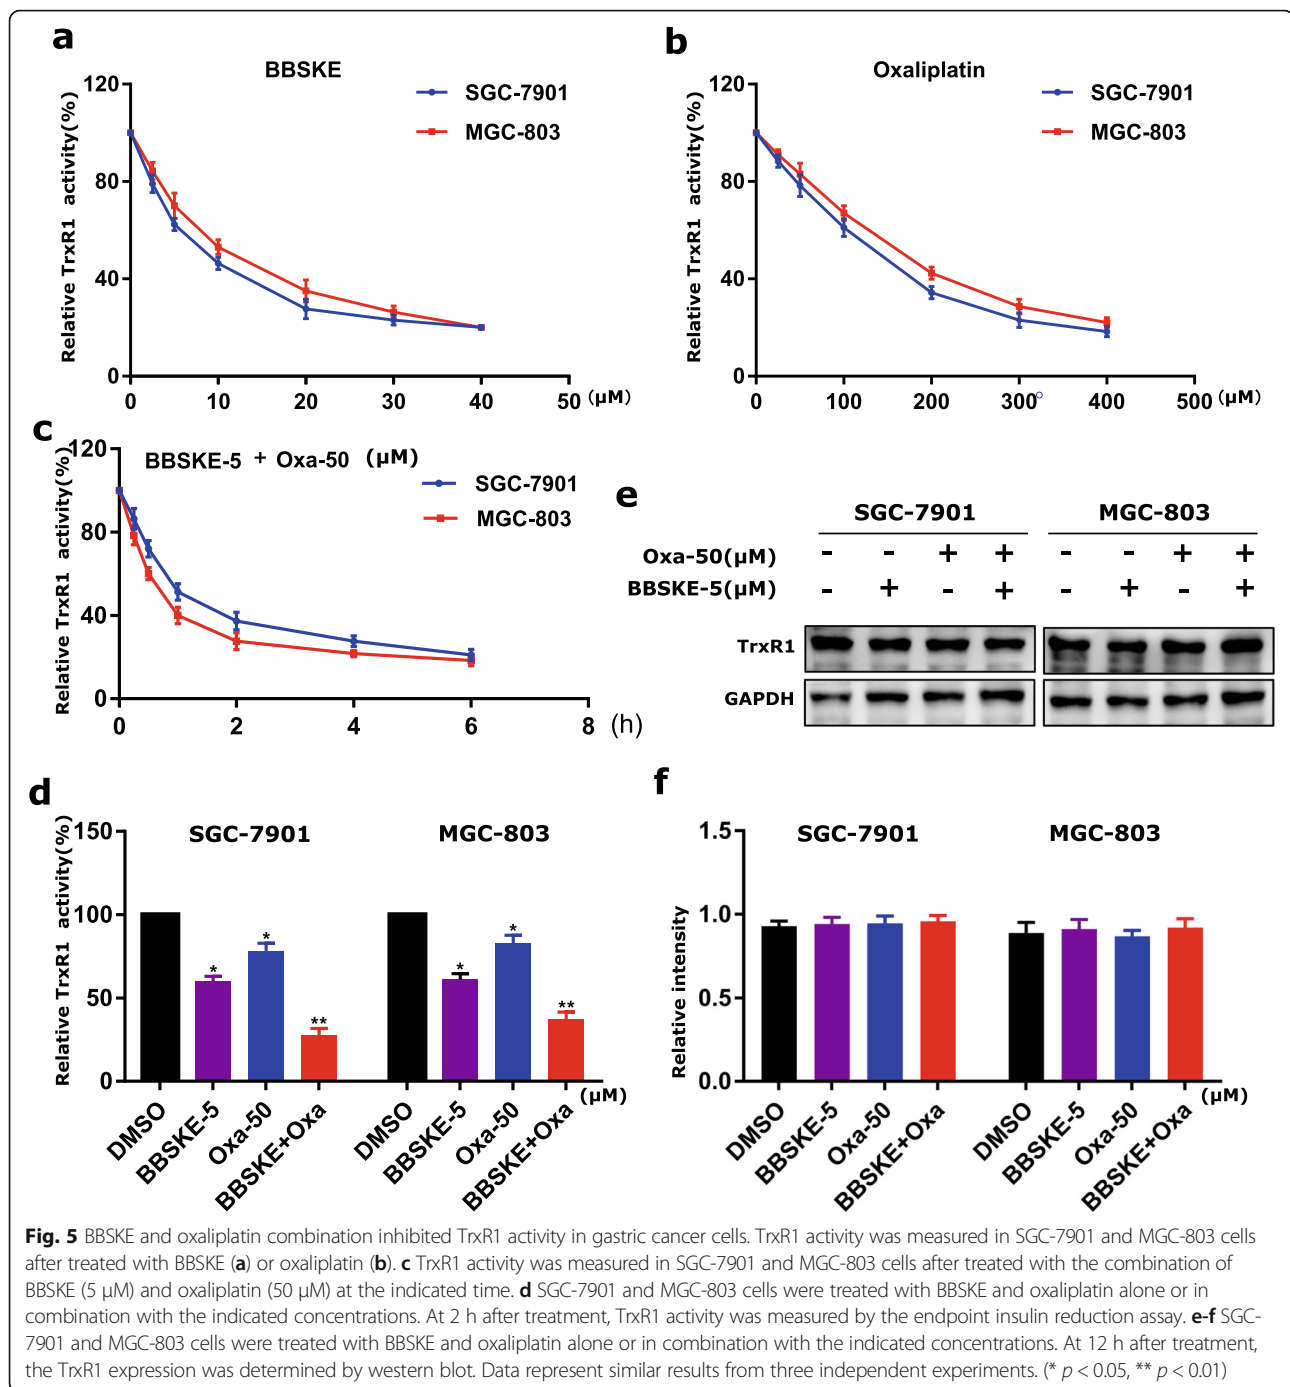 a
BBSKE
120
80
40
0
Relative TrxR1 activity(%)
SGC-7901
MGC-803
0 10 20 30 40 50 (μM)
b
Oxaliplatin
120
80
40
0
Relative TrxR1 activity(%)
SGC-7901
MGC-803
0 100 200 300 400 500 (μM)
c
BBSKE-5 + Oxa-50 (μM)
120
80
40
0
Relative TrxR1 activity(%)
SGC-7901
MGC-803
0 2 4 6 8 (h)
e
SGC-7901 MGC-803
Oxa-50(μM) - - + + - - + +
BBSKE-5(μM) - + - + - + - +
TrxR1
GAPDH
d
150
100
50
0
Relative TrxR1 activity(%)
SGC-7901 MGC-803
* * ** * * **
DMSO BBSKE-5 Oxa-50 BBSKE+Oxa DMSO BBSKE-5 Oxa-50 BBSKE+Oxa (μM)
f
1.5
1.0
0.5
0.0
Relative intensity
SGC-7901 MGC-803
DMSO BBSKE-5 Oxa-50 BBSKE+Oxa DMSO BBSKE-5 Oxa-50 BBSKE+Oxa (μM)
Fig. 5 BBSKE and oxaliplatin combination inhibited TrxR1 activity in gastric cancer cells. TrxR1 activity was measured in SGC-7901 and MGC-803 cells
after treated with BBSKE (a) or oxaliplatin (b). c TrxR1 activity was measured in SGC-7901 and MGC-803 cells after treated with the combination of
BBSKE (5 μM) and oxaliplatin (50 μM) at the indicated time. d SGC-7901 and MGC-803 cells were treated with BBSKE and oxaliplatin alone or in
combination with the indicated concentrations. At 2 h after treatment, TrxR1 activity was measured by the endpoint insulin reduction assay. e-f SGC-
7901 and MGC-803 cells were treated with BBSKE and oxaliplatin alone or in combination with the indicated concentrations. At 12 h after treatment,
the TrxR1 expression was determined by western blot. Data represent similar results from three independent experiments. (* p < 0.05, ** p < 0.01)